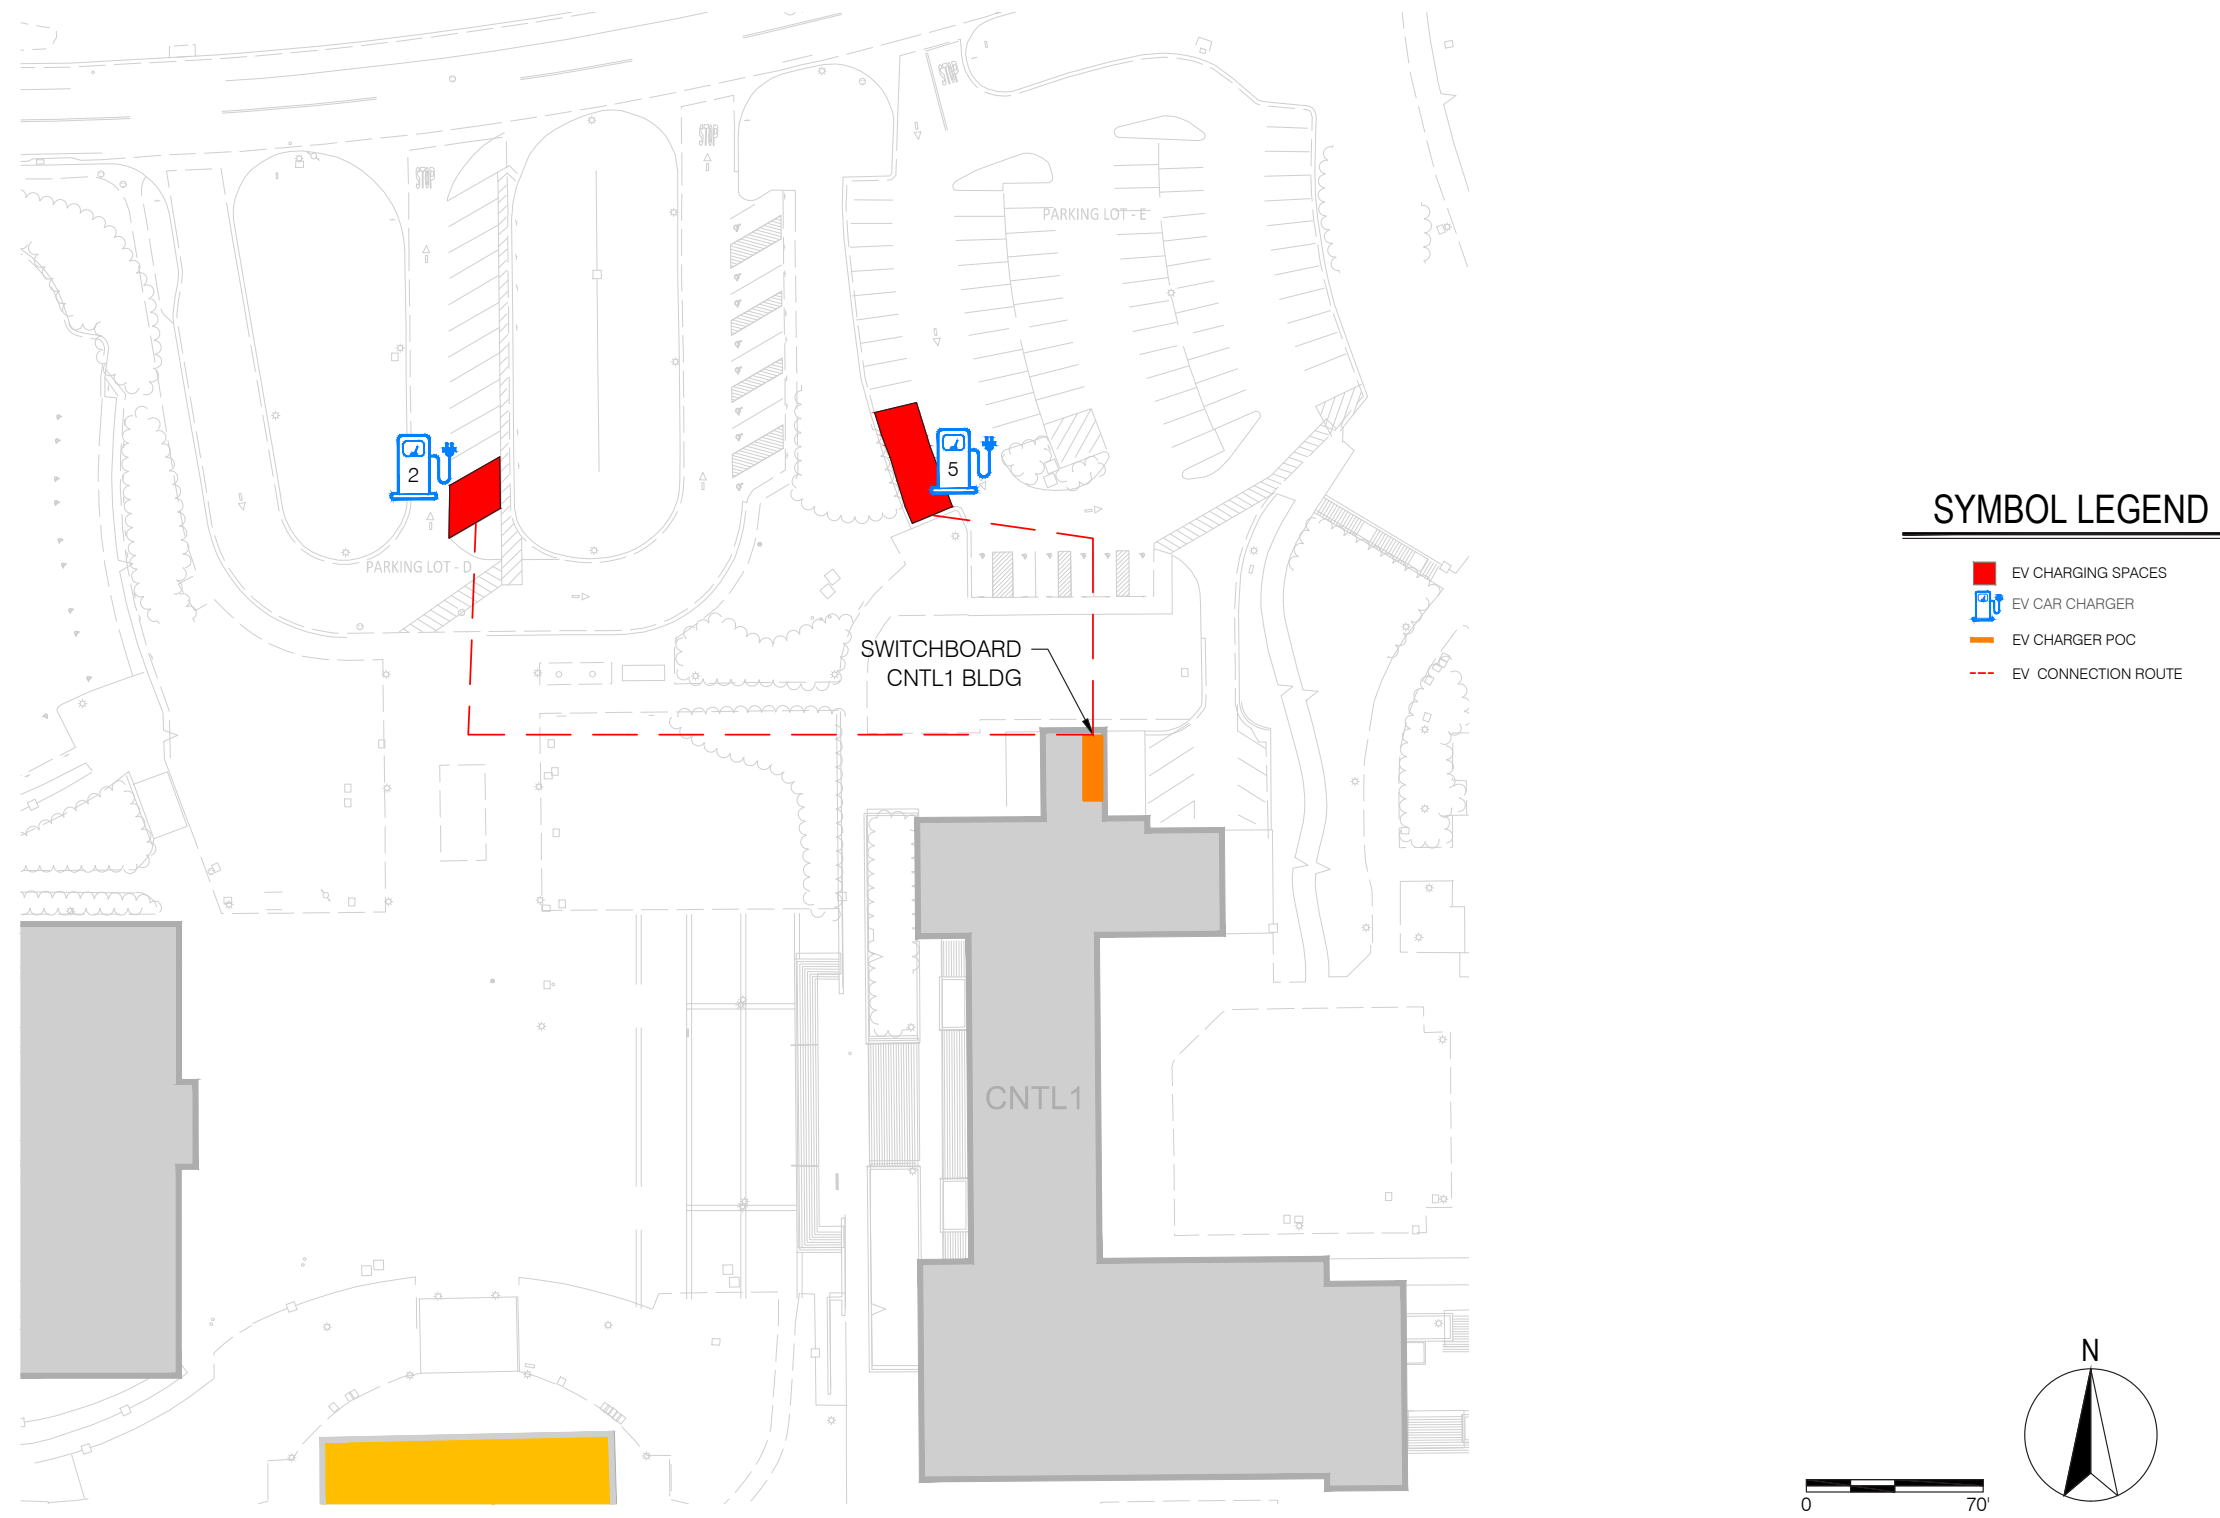 STOP
STOP
STOP
PARKING LOT - E
2
5
PARKING LOT - D
SWITCHBOARD
CNTL1 BLDG
CNTL1
SYMBOL LEGEND
EV CHARGING SPACES
EV CAR CHARGER
EV CHARGER POC
EV CONNECTION ROUTE
N
0 70'